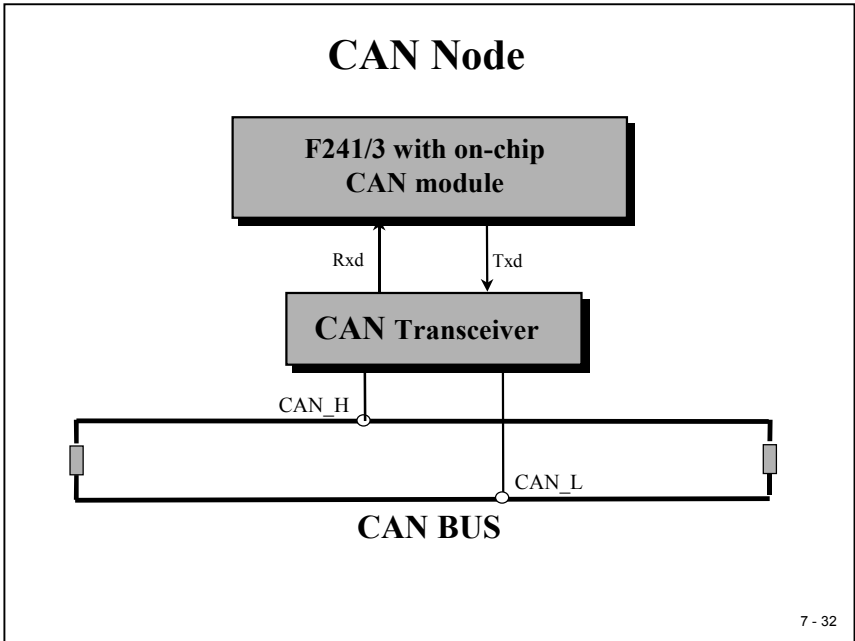 CAN Node
F241/3 with on-chip
CAN module
Rxd
Txd
CAN Transceiver
CAN_H
CAN_L
CAN BUS
7 - 32